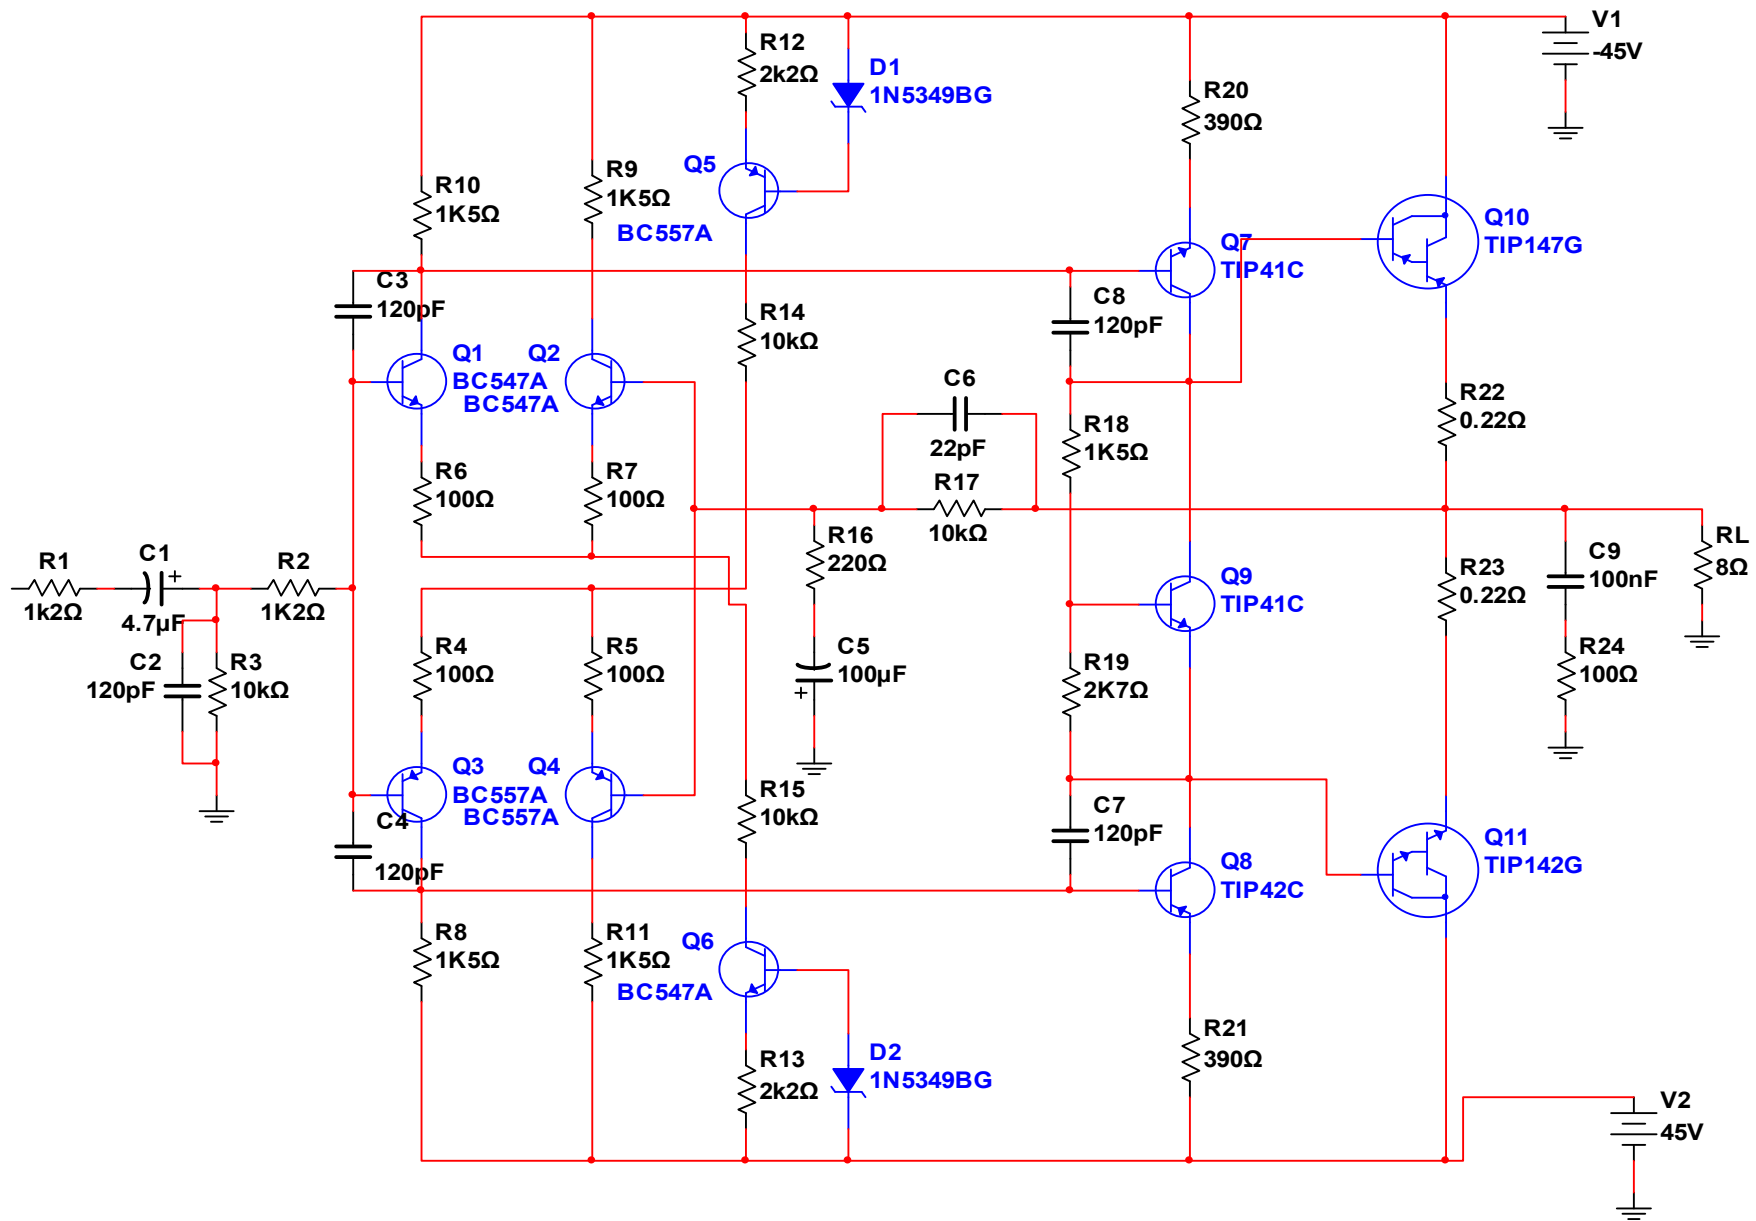 V1
-45V
R12
2k2Ω
D1
1N5349BG
R20
390Ω
Q5
BC557A
R10
1K5Ω
R9
1K5Ω
Q10
TIP147G
Q7
TIP41C
C3
120pF
C8
120pF
R14
10kΩ
Q1
BC547A
Q2
BC547A
C6
22pF
R22
0.22Ω
R18
1K5Ω
R6
100Ω
R7
100Ω
R17
10kΩ
R16
220Ω
R1
1k2Ω
C1
+
4.7µF
R2
1K2Ω
Q9
TIP41C
R23
0.22Ω
C9
100nF
RL
8Ω
C2
120pF
R3
10kΩ
R4
100Ω
R5
100Ω
C5
100µF
+
R19
2K7Ω
R24
100Ω
Q3
BC557A
Q4
BC557A
R15
10kΩ
C4
120pF
C7
120pF
Q8
TIP42C
Q11
TIP142G
R8
1K5Ω
R11
1K5Ω
Q6
BC547A
R13
2k2Ω
D2
1N5349BG
R21
390Ω
V2
45V